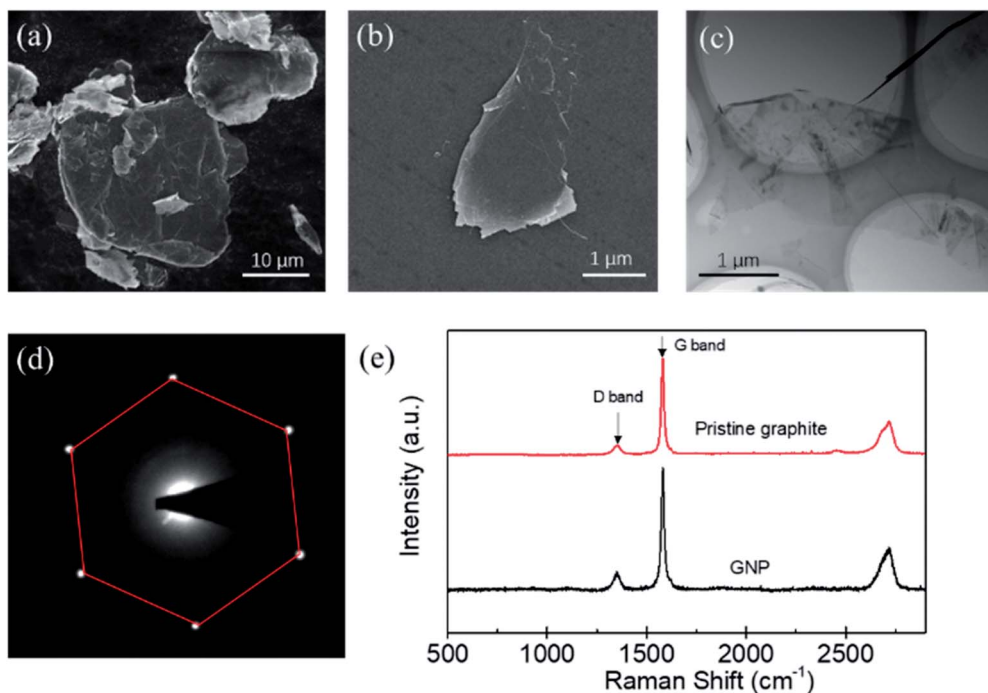 (a)
10 μm
(b)
1 μm
(c)
1 μm
(d)
(e)
G band
D band
Pristine graphite
GNP
Intensity (a.u.)
500 1000 1500 2000 2500
Raman Shift (cm⁻¹)